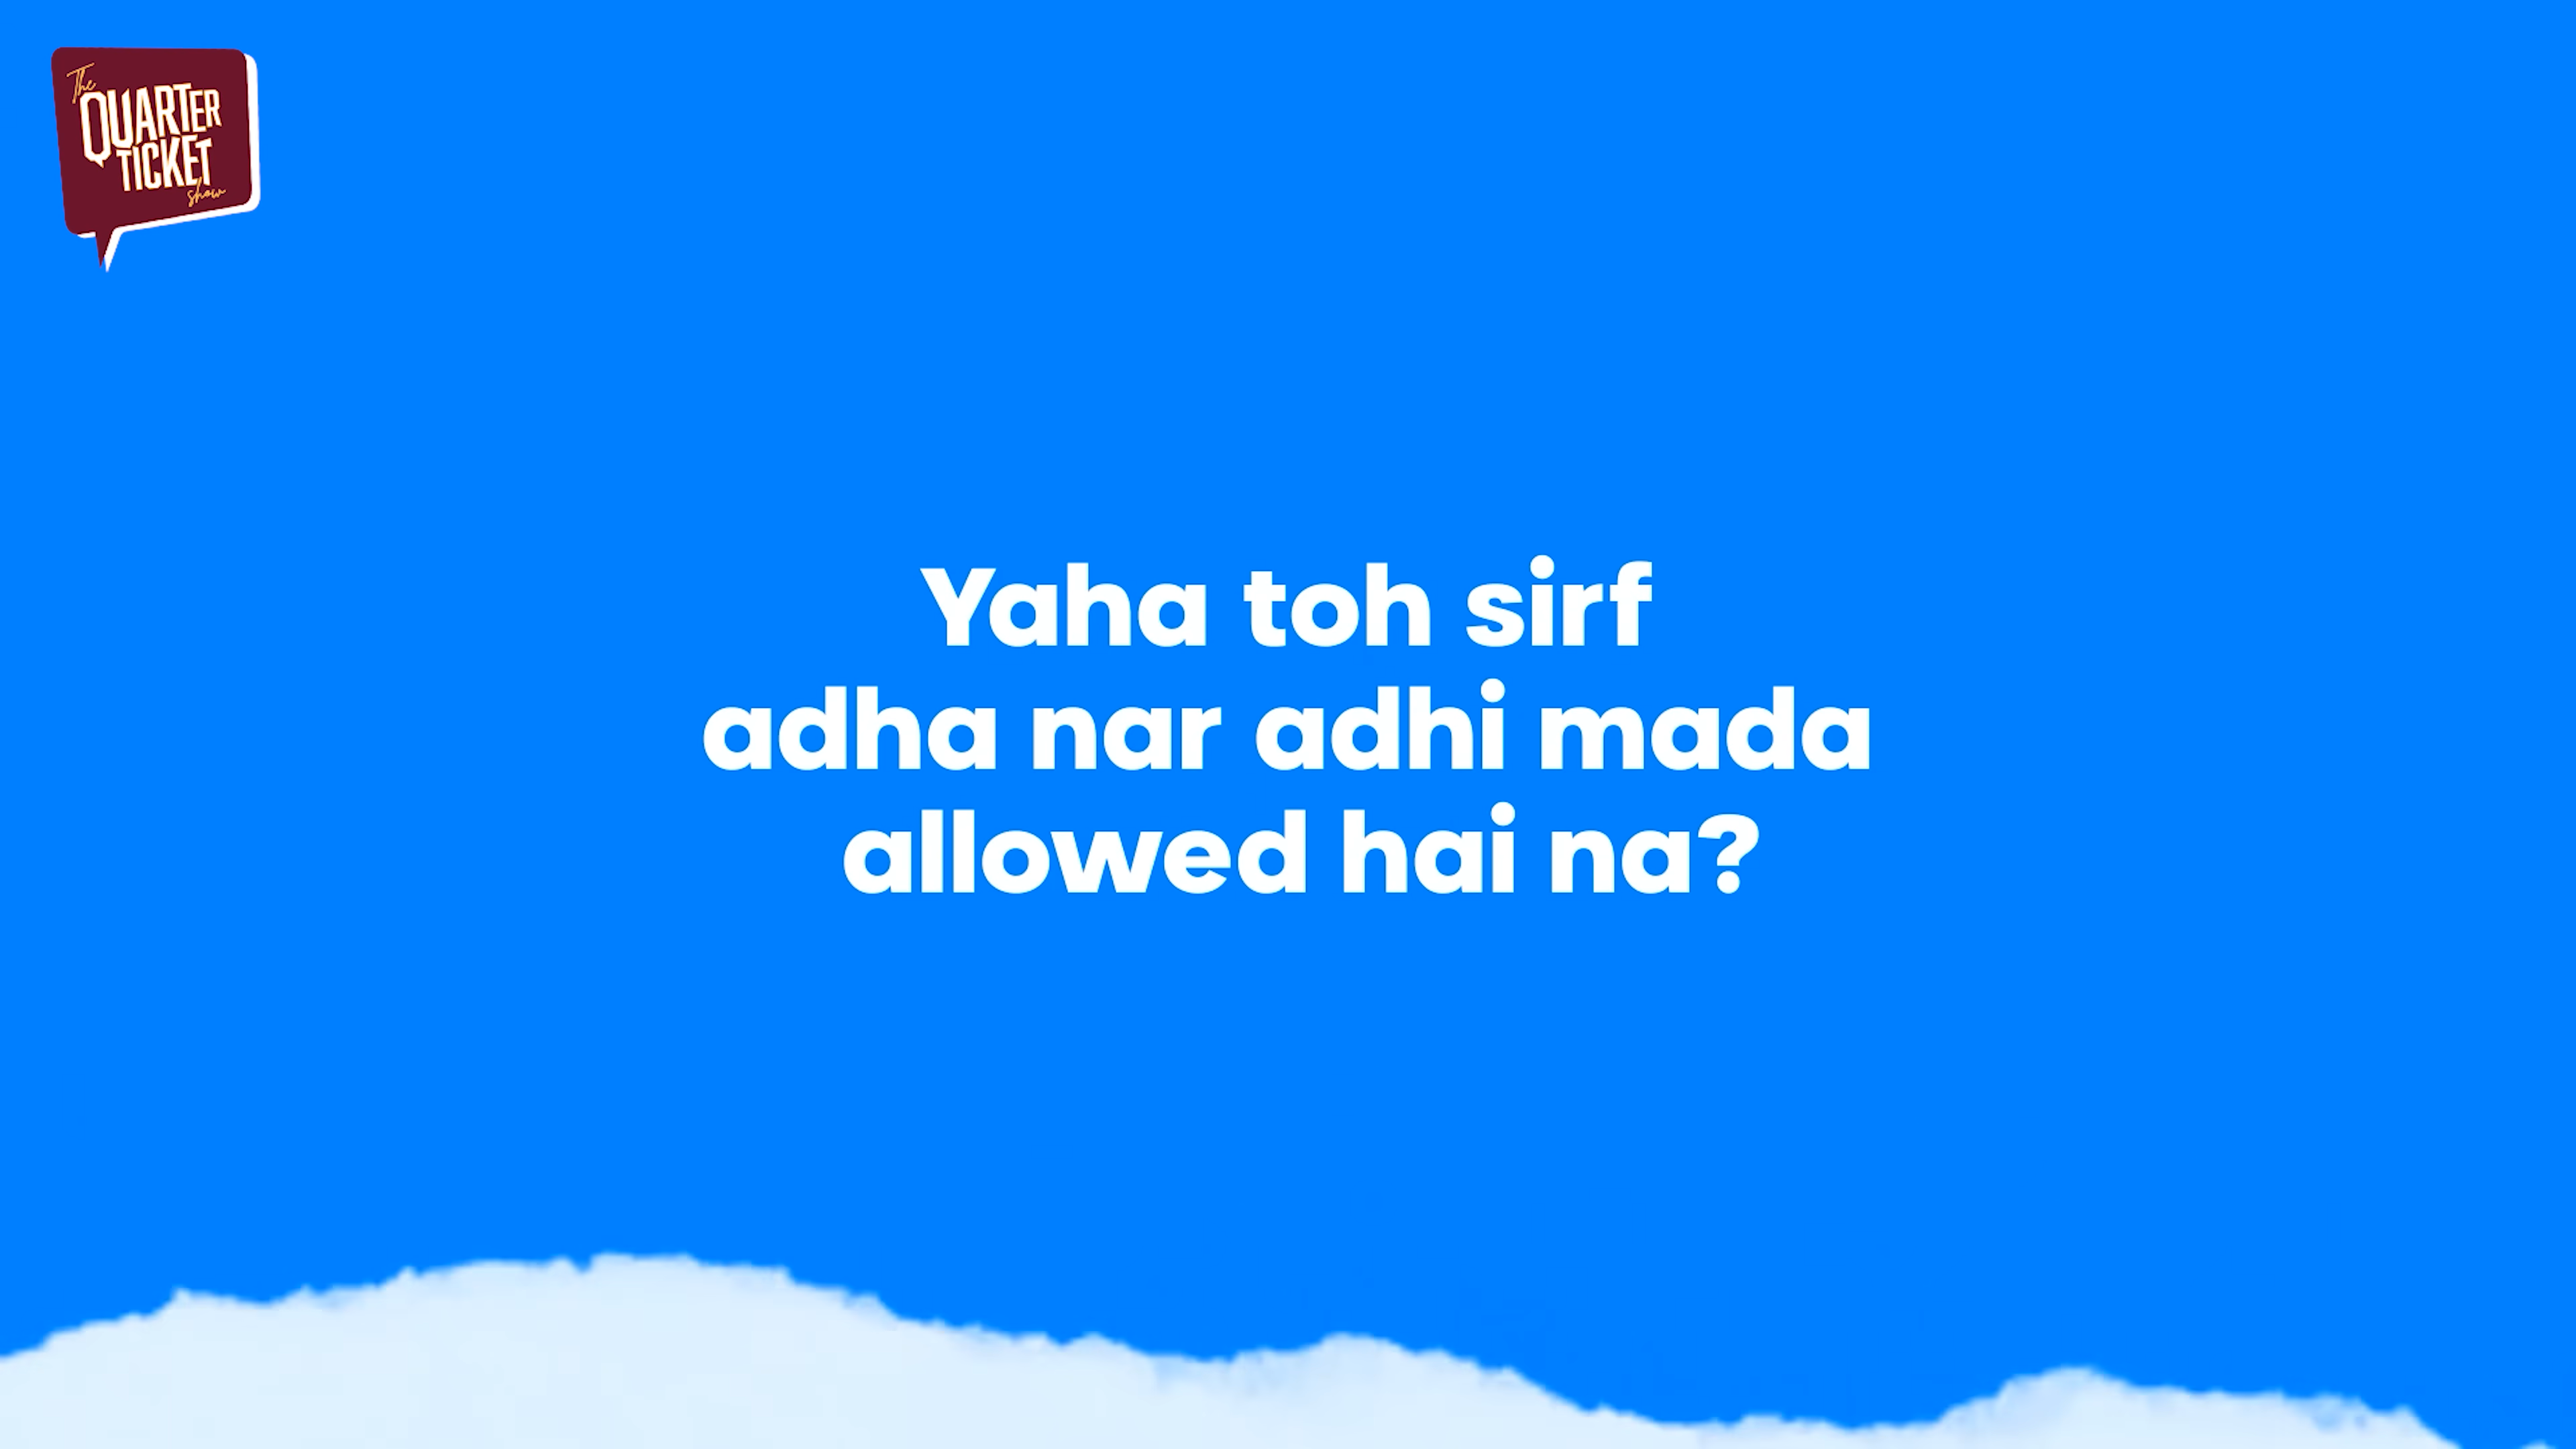 The
QUARTER
TICKET
show
Yaha toh sirf
adha nar adhi mada
allowed hai na?